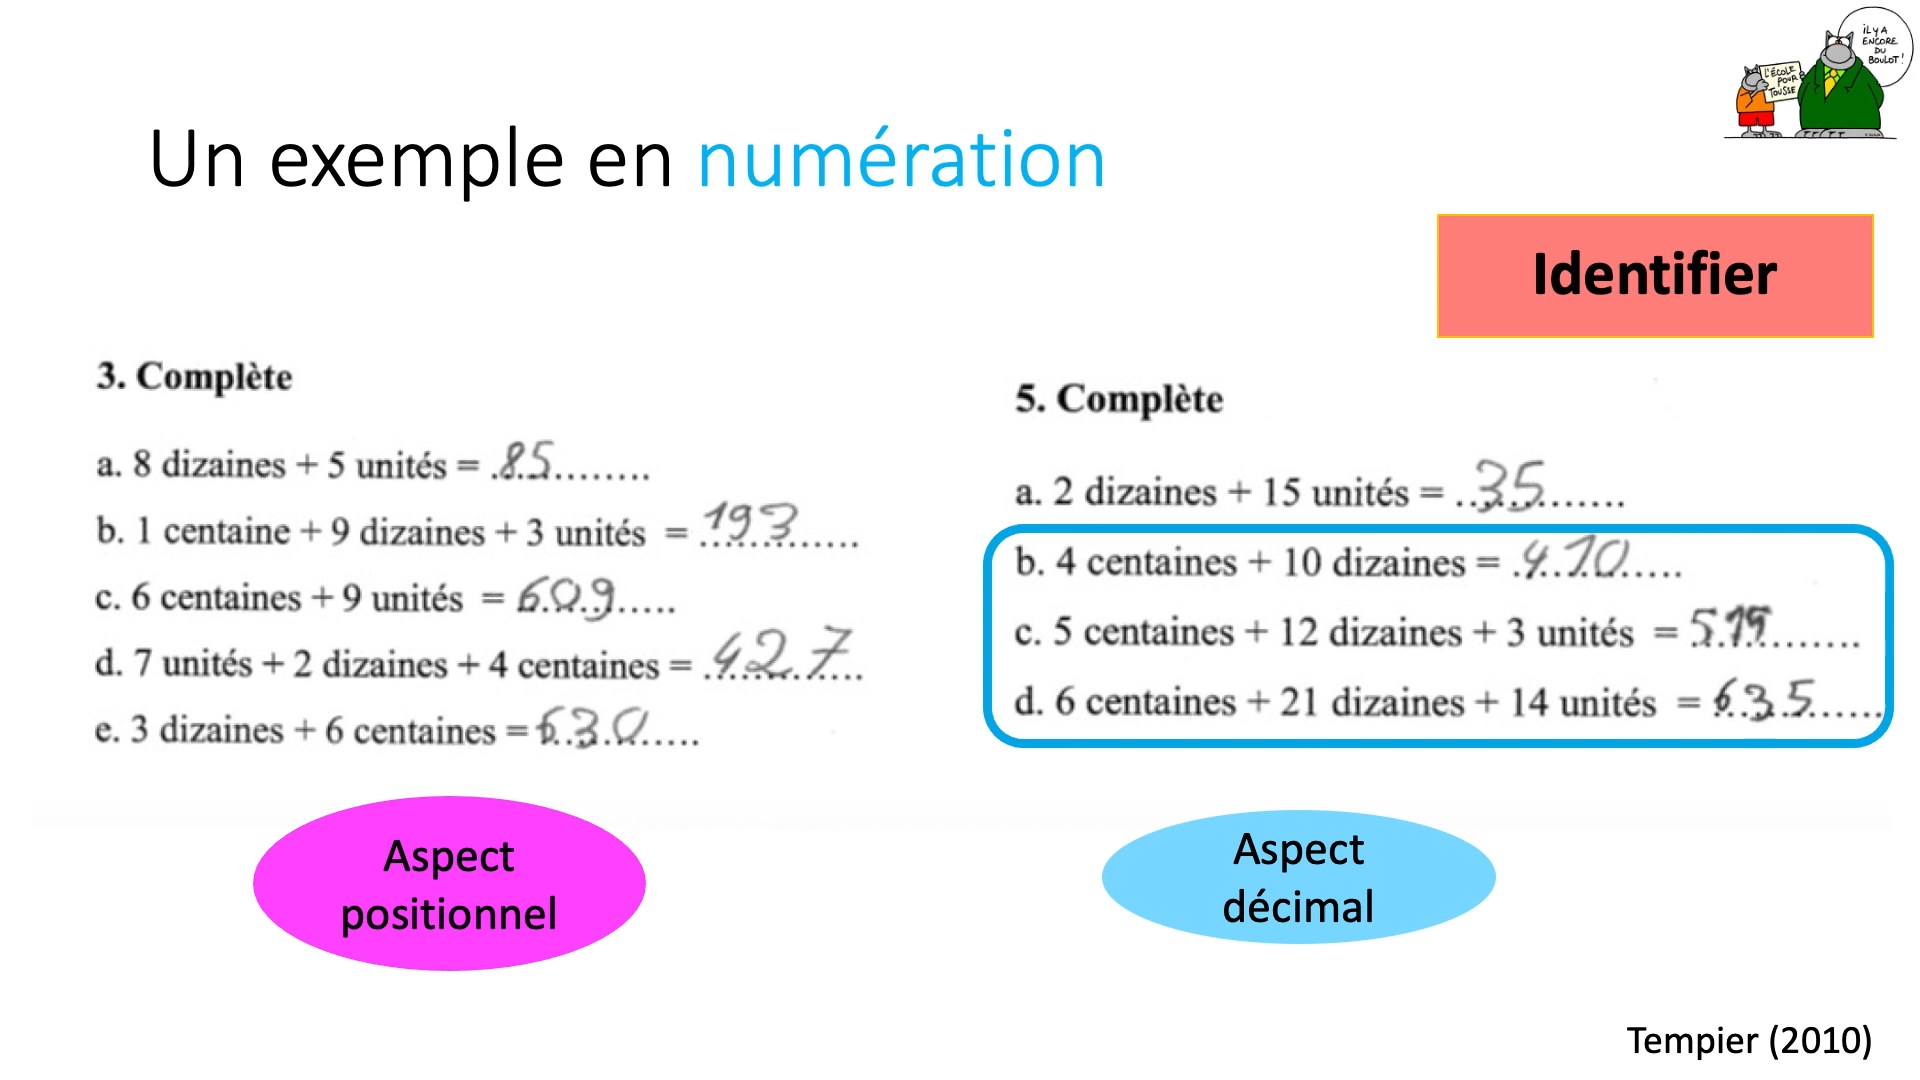 iL y A
ENCORE
DU
BOULOT !
L'ÉCOLE
POUR
TOUSSE
Un exemple en numération
Identifier
3. Complète
a. 8 dizaines + 5 unités = 85
b. 1 centaine + 9 dizaines + 3 unités = 193
c. 6 centaines + 9 unités = 609
d. 7 unités + 2 dizaines + 4 centaines = 427
e. 3 dizaines + 6 centaines = 630
5. Complète
a. 2 dizaines + 15 unités = 35
b. 4 centaines + 10 dizaines = 410
c. 5 centaines + 12 dizaines + 3 unités =
d. 6 centaines + 21 dizaines + 14 unités = 635
Aspect
positionnel
Aspect
décimal
Tempier (2010)